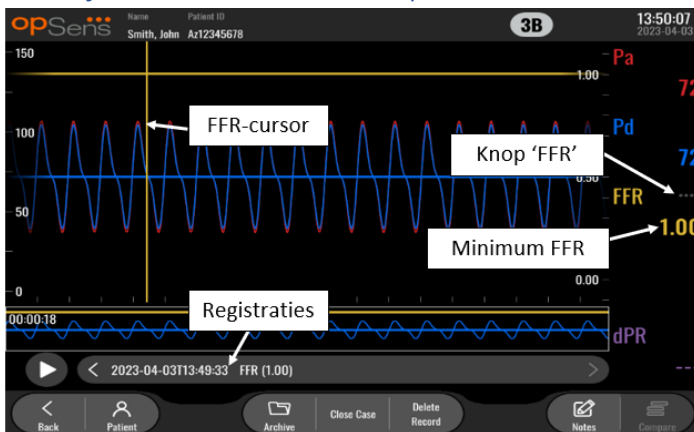 opSens
Name Patient ID
Smith, John Az12345678
3B
13:50:07
2023-04-03
150
1.00
Pa
72
FFR-cursor
100
Pd
Knop 'FFR'
72
0.50
---
FFR
50
1.00
Minimum FFR
0.00
0
Registraties
00:00:18
dPR
< 2023-04-03T13:49:33 FFR (1.00) >
--
< Back
Patient
Archive
Close Case
Delete
Record
Notes
Compare